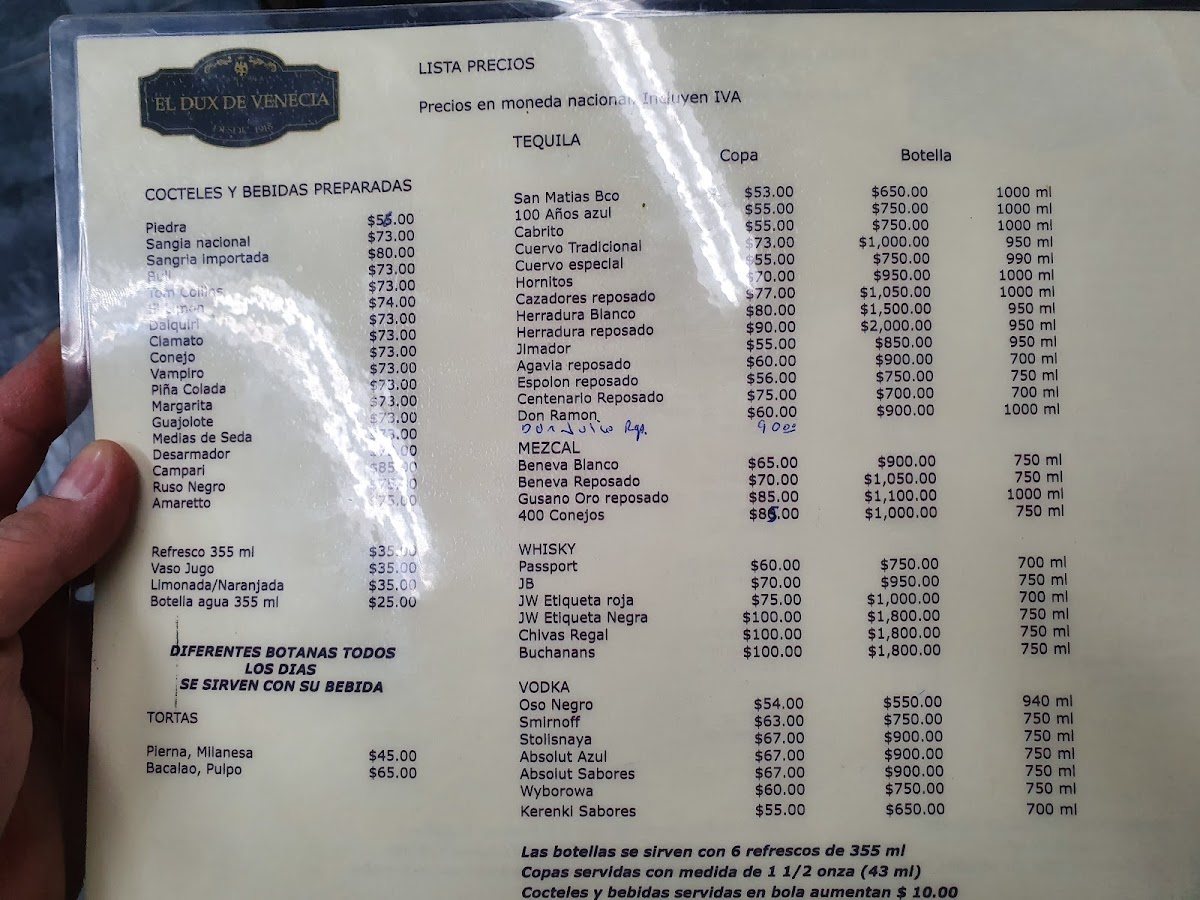 EL DUX DE VENECIA
DESDE 1918
LISTA PRECIOS
Precios en moneda nacional. Incluyen IVA
COCTELES Y BEBIDAS PREPARADAS
Piedra $55.00
Sangia nacional $73.00
Sangria importada $80.00
Bull $73.00
Tom Collins $73.00
$74.00
Daiquiri $73.00
Clamato $73.00
Conejo $73.00
Vampiro $73.00
Piña Colada $73.00
Margarita $73.00
Guajolote $73.00
Medias de Seda $73.00
Desarmador
Campari $85.00
Ruso Negro $75.00
Amaretto $75.00
Refresco 355 ml $35.00
Vaso Jugo $35.00
Limonada/Naranjada $35.00
Botella agua 355 ml $25.00
DIFERENTES BOTANAS TODOS
LOS DIAS
SE SIRVEN CON SU BEBIDA
TORTAS
Pierna, Milanesa $45.00
Bacalao, Pulpo $65.00
TEQUILA
Copa Botella
San Matias Bco $53.00 $650.00 1000 ml
100 Años azul $55.00 $750.00 1000 ml
Cabrito $55.00 $750.00 1000 ml
Cuervo Tradicional $73.00 $1,000.00 950 ml
Cuervo especial $55.00 $750.00 990 ml
Hornitos $70.00 $950.00 1000 ml
Cazadores reposado $77.00 $1,050.00 1000 ml
Herradura Blanco $80.00 $1,500.00 950 ml
Herradura reposado $90.00 $2,000.00 950 ml
Jimador $55.00 $850.00 950 ml
Agavia reposado $60.00 $900.00 700 ml
Espolon reposado $56.00 $750.00 750 ml
Centenario Reposado $75.00 $700.00 700 ml
Don Ramon $60.00 $900.00 1000 ml
Don Julio Rep. 90.00
MEZCAL
Beneva Blanco $65.00 $900.00 750 ml
Beneva Reposado $70.00 $1,050.00 750 ml
Gusano Oro reposado $85.00 $1,100.00 1000 ml
400 Conejos $85.00 $1,000.00 750 ml
WHISKY
Passport $60.00 $750.00 700 ml
JB $70.00 $950.00 750 ml
JW Etiqueta roja $75.00 $1,000.00 700 ml
JW Etiqueta Negra $100.00 $1,800.00 750 ml
Chivas Regal $100.00 $1,800.00 750 ml
Buchanans $100.00 $1,800.00 750 ml
VODKA
Oso Negro $54.00 $550.00 940 ml
Smirnoff $63.00 $750.00 750 ml
Stolisnaya $67.00 $900.00 750 ml
Absolut Azul $67.00 $900.00 750 ml
Absolut Sabores $67.00 $900.00 750 ml
Wyborowa $60.00 $750.00 750 ml
Kerenki Sabores $55.00 $650.00 700 ml
Las botellas se sirven con 6 refrescos de 355 ml
Copas servidas con medida de 1 1/2 onza (43 ml)
Cocteles y bebidas servidas en bola aumentan $ 10.00